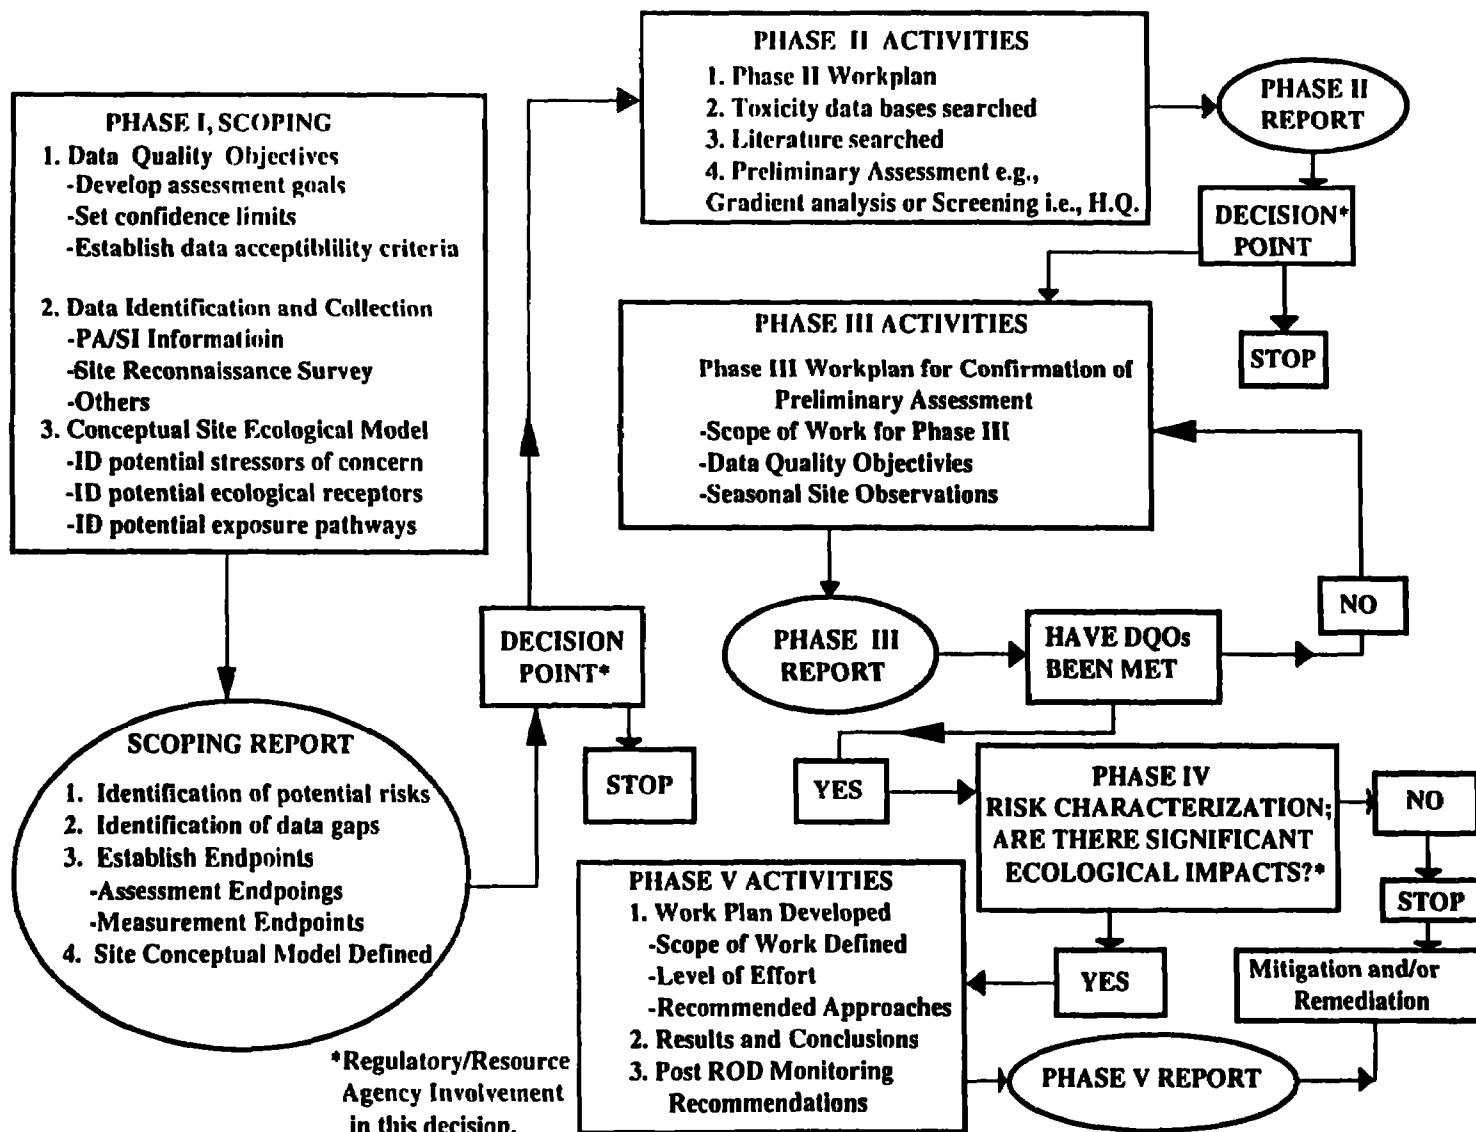 PHASE I, SCOPING
1. Data Quality Objectives
-Develop assessment goals
-Set confidence limits
-Establish data acceptiblility criteria
2. Data Identification and Collection
-PA/SI Informatioin
-Site Reconnaissance Survey
-Others
3. Conceptual Site Ecological Model
-ID potential stressors of concern
-ID potential ecological receptors
-ID potential exposure pathways
SCOPING REPORT
1. Identification of potential risks
2. Identification of data gaps
3. Establish Endpoints
-Assessment Endpoings
-Measurement Endpoints
4. Site Conceptual Model Defined
DECISION
POINT*
STOP
PHASE II ACTIVITIES
1. Phase II Workplan
2. Toxicity data bases searched
3. Literature searched
4. Preliminary Assessment e.g.,
Gradient analysis or Screening i.e., H.Q.
PHASE II
REPORT
DECISION*
POINT
STOP
PHASE III ACTIVITIES
Phase III Workplan for Confirmation of
Preliminary Assessment
-Scope of Work for Phase III
-Data Quality Objectivies
-Seasonal Site Observations
PHASE III
REPORT
HAVE DQOs
BEEN MET
NO
YES
PHASE IV
RISK CHARACTERIZATION;
ARE THERE SIGNIFICANT
ECOLOGICAL IMPACTS?*
NO
STOP
YES
Mitigation and/or
Remediation
PHASE V ACTIVITIES
1. Work Plan Developed
-Scope of Work Defined
-Level of Effort
-Recommended Approaches
2. Results and Conclusions
3. Post ROD Monitoring
Recommendations
PHASE V REPORT
*Regulatory/Resource
Agency Involvement
in this decision.